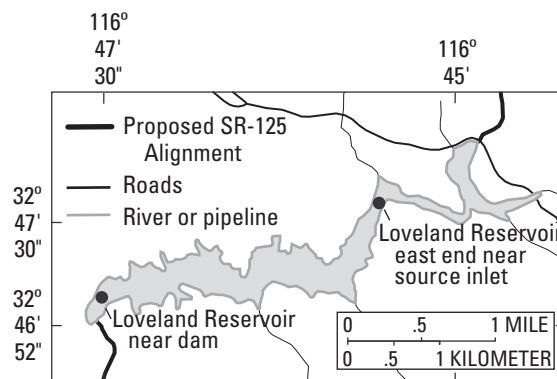 116º
47'
30"
116º
45'
Proposed SR-125
Alignment
Roads
River or pipeline
32º
47'
30"
Loveland Reservoir
east end near
source inlet
32º
46'
52"
Loveland Reservoir
near dam
0 .5 1 MILE
0 .5 1 KILOMETER